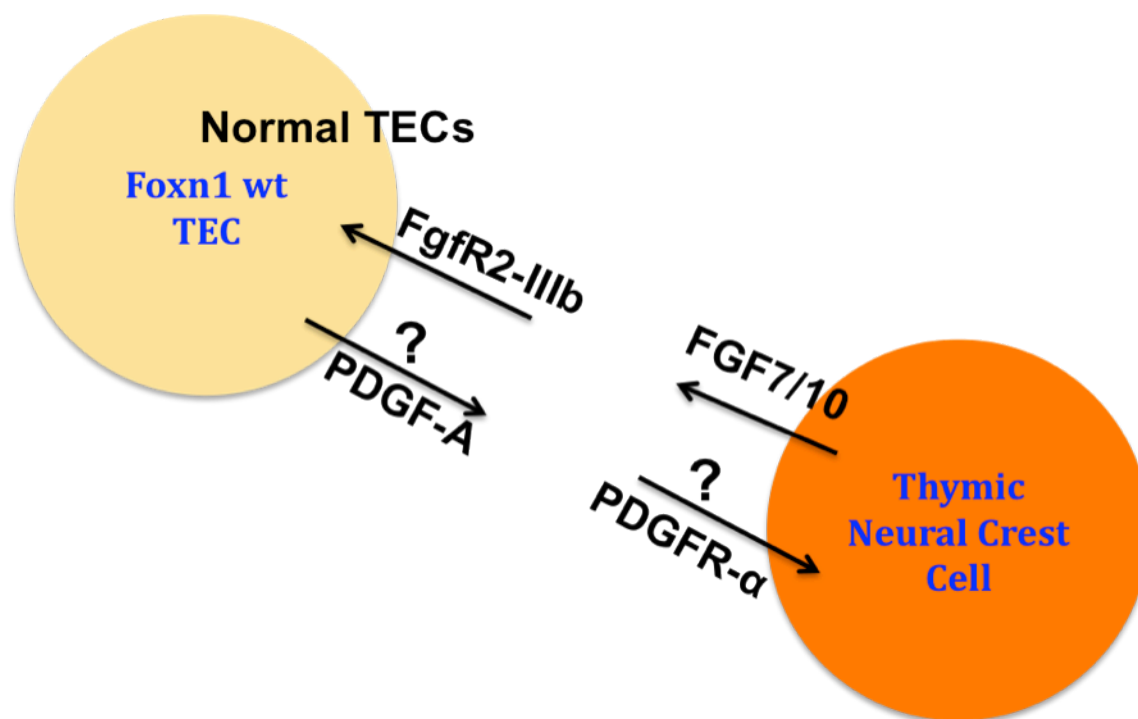 Normal TECs
Foxn1 wt
TEC
FgfR2-IIIb
?
PDGF-A
FGF7/10
?
PDGFR-α
Thymic
Neural Crest
Cell